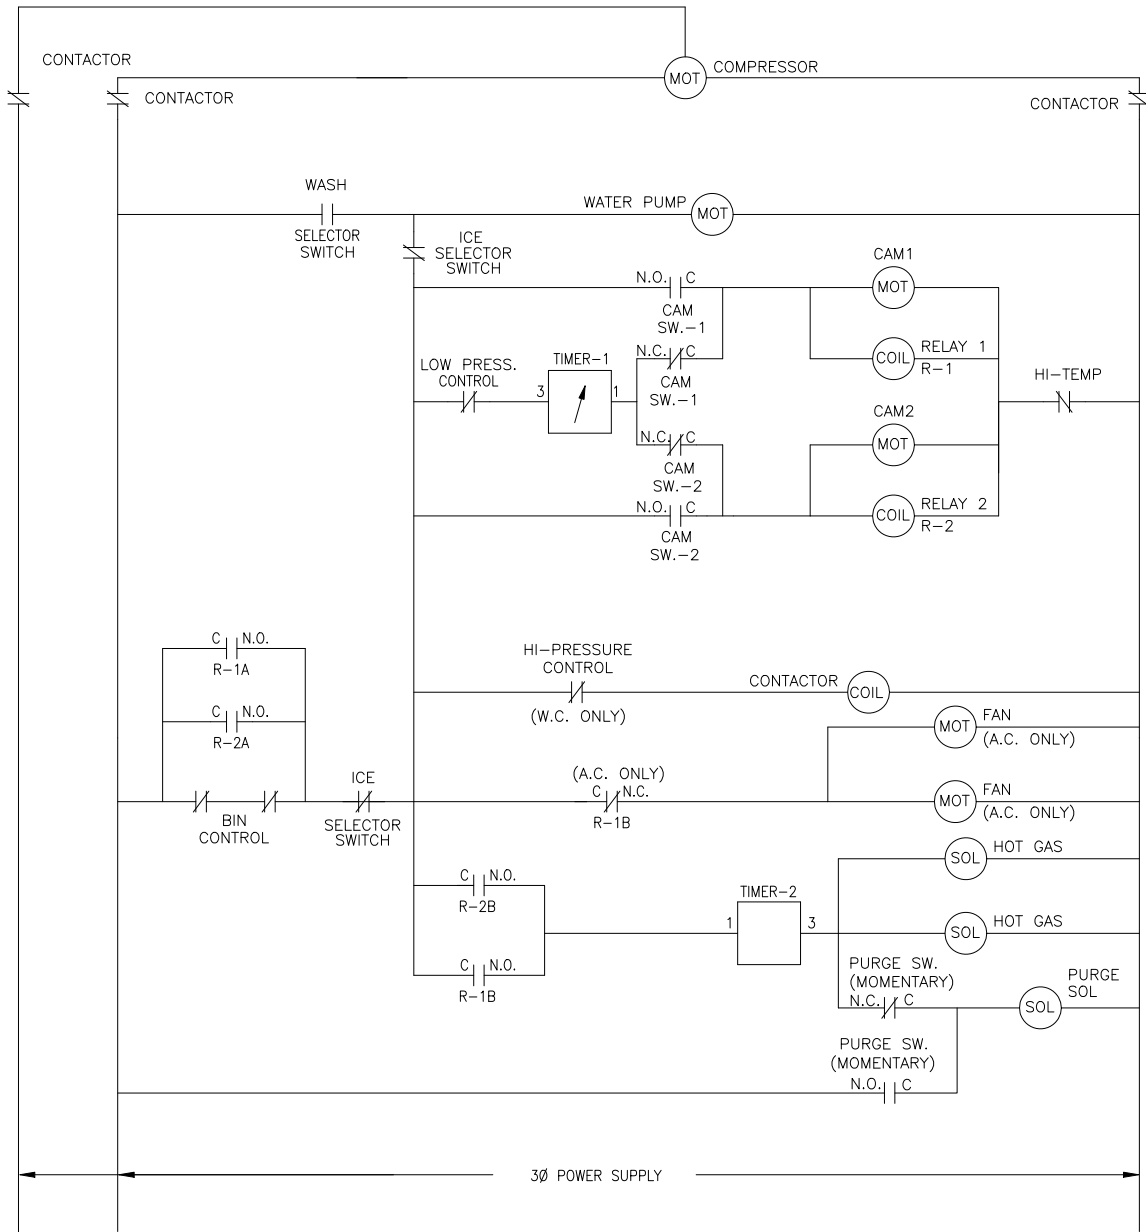 CONTACTOR
MOT
COMPRESSOR
CONTACTOR
CONTACTOR
WASH
SELECTOR
SWITCH
WATER PUMP
MOT
ICE
SELECTOR
SWITCH
N.O. C
CAM
SW.-1
CAM1
MOT
N.C. C
CAM
SW.-1
COIL
RELAY 1
R-1
LOW PRESS.
CONTROL
TIMER-1
3
1
HI-TEMP
CAM2
MOT
N.C. C
CAM
SW.-2
N.O. C
CAM
SW.-2
COIL
RELAY 2
R-2
C N.O.
R-1A
C N.O.
R-2A
BIN
CONTROL
ICE
SELECTOR
SWITCH
HI-PRESSURE
CONTROL
(W.C. ONLY)
CONTACTOR
COIL
MOT
FAN
(A.C. ONLY)
(A.C. ONLY)
C N.C.
R-1B
MOT
FAN
(A.C. ONLY)
SOL
HOT GAS
C N.O.
R-2B
TIMER-2
1
3
SOL
HOT GAS
C N.O.
R-1B
PURGE SW.
(MOMENTARY)
N.C. C
SOL
PURGE
SOL
PURGE SW.
(MOMENTARY)
N.O. C
3Ø POWER SUPPLY